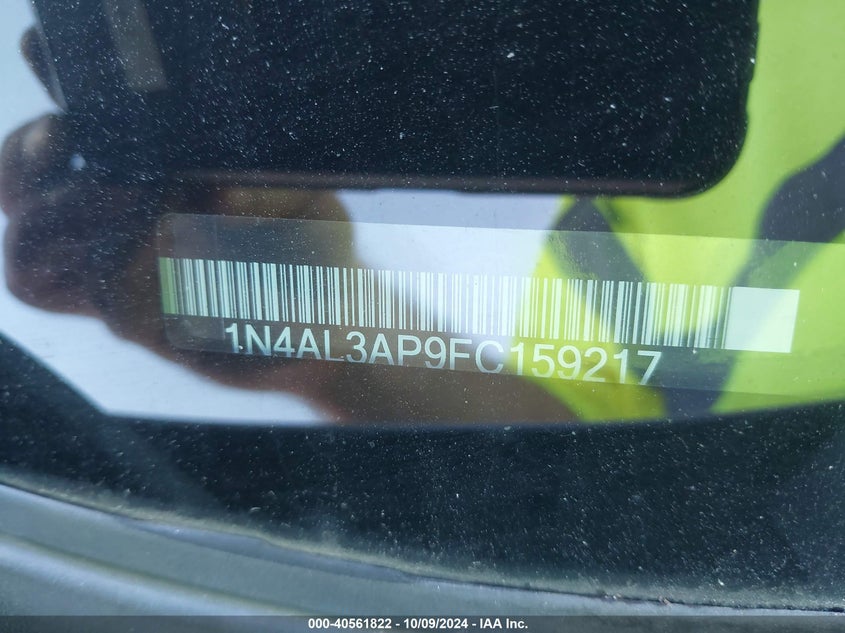 1N4AL3AP9FC159217
000-40561822 - 10/09/2024 - IAA, Inc.